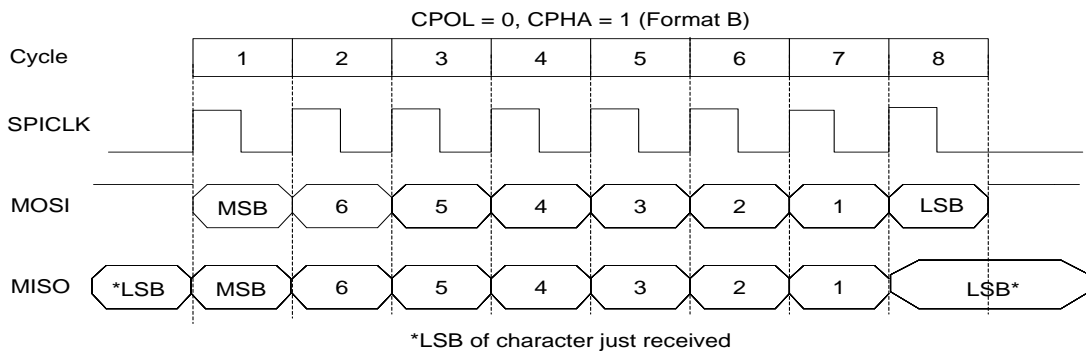 CPOL = 0, CPHA = 1 (Format B)
Cycle 1 2 3 4 5 6 7 8
SPICLK
MOSI MSB 6 5 4 3 2 1 LSB
MISO *LSB MSB 6 5 4 3 2 1 LSB*
*LSB of character just received